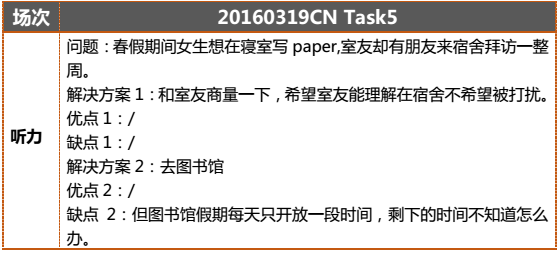 场次 20160319CN Task5
问题：春假期间女生想在寝室写 paper,室友却有朋友来宿舍拜访一整
周。
解决方案 1：和室友商量一下，希望室友能理解在宿舍不希望被打扰。
优点 1：/
缺点 1：/
听力
解决方案 2：去图书馆
优点 2：/
缺点 2：但图书馆假期每天只开放一段时间，剩下的时间不知道怎么
办。